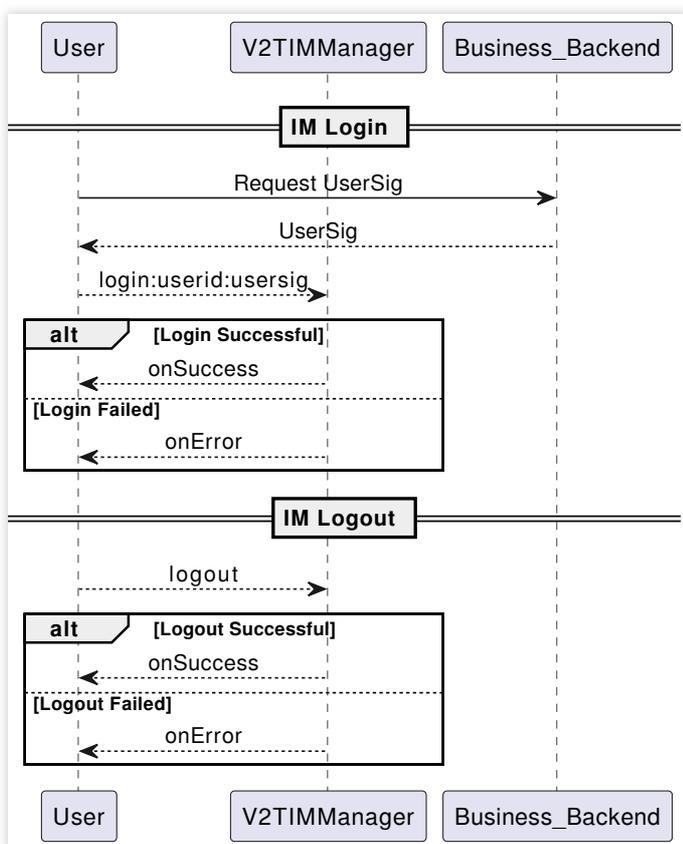 User V2TIMManager Business_Backend
IM Login
Request UserSig
UserSig
login:userid:usersig
alt [Login Successful]
onSuccess
[Login Failed]
onError
IM Logout
logout
alt [Logout Successful]
onSuccess
[Logout Failed]
onError
User V2TIMManager Business_Backend